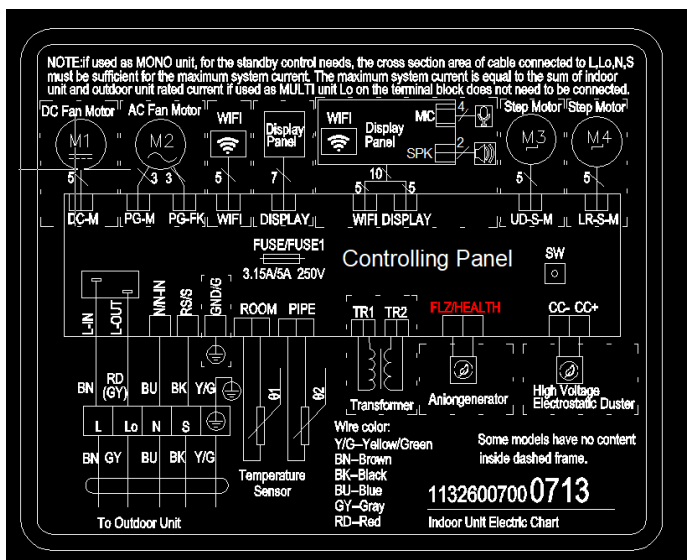 NOTE:if used as MONO unit, for the standby control needs, the cross section area of cable connected to L,Lo,N,S
must be sufficient for the maximum system current. The maximum system current is equal to the sum of indoor
unit and outdoor unit rated current if used as MULTI unit Lo on the terminal block does not need to be connected.
DC Fan Motor AC Fan Motor WIFI Display Panel WIFI Display Panel MIC 4 Step Motor Step Motor
M1 M2 SPK 2 M3 M4
5 3 3 5 7 10 5 5 5 5
DC-M PG-M PG-FK WIFI DISPLAY WIFI DISPLAY UD-S-M LR-S-M
FUSE/FUSE1
3.15A/5A 250V
Controlling Panel
SW
L-IN L-OUT N/N-IN RS/S GND/G
ROOM PIPE TR1 TR2 FLZ/HEALTH CC- CC+
BN RD (GY) BU BK Y/G
θ1 θ2
Transformer
Aniongenerator
High Voltage
Electrostatic Duster
L Lo N S
BN GY BU BK Y/G
Temperature
Sensor
To Outdoor Unit
Wire color:
Y/G–Yellow/Green
BN–Brown
BK–Black
BU–Blue
GY–Gray
RD–Red
Some models have no content
inside dashed frame.
1132600700 0713
Indoor Unit Electric Chart